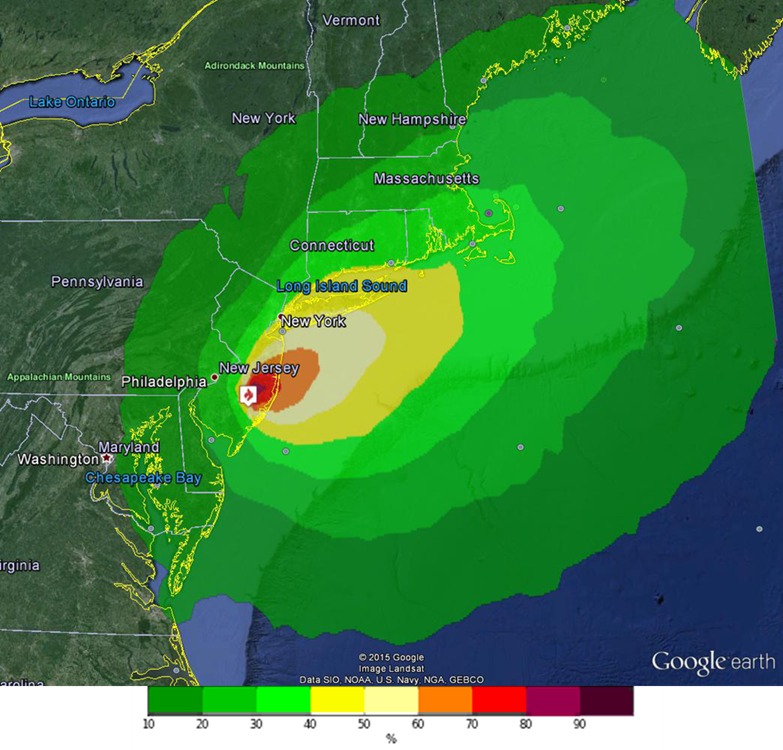 Vermont
Adirondack Mountains
Lake Ontario
New York
New Hampshire
Massachusetts
Connecticut
Pennsylvania
Long Island Sound
New York
New Jersey
Appalachian Mountains
Philadelphia
Maryland
Washington
Chesapeake Bay
irginia
© 2015 Google
Image Landsat
Data SIO, NOAA, U.S. Navy, NGA, GEBCO
Google earth
arolina
10 20 30 40 50 60 70 80 90
%